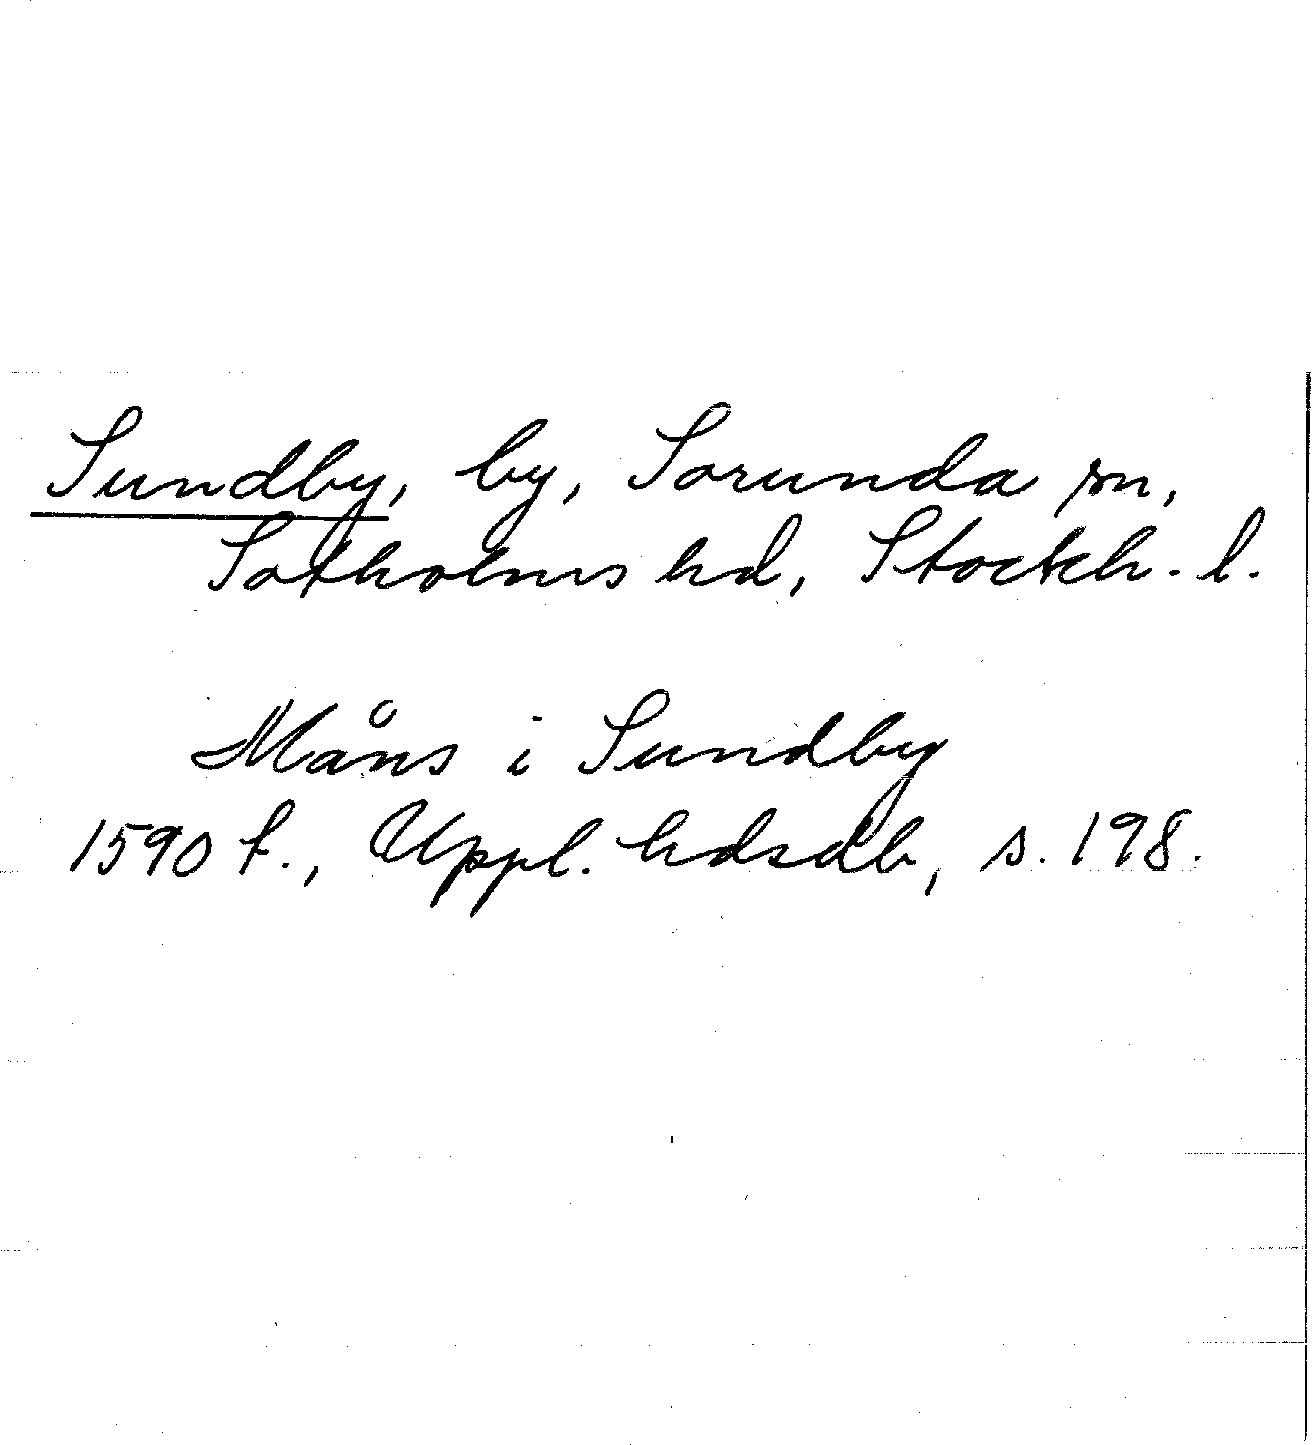 Sundby, by, Sorunda sn,
Sotholms hd, Stockh. l.
Måns i Sundby
1590 t., Uppl. hdsdb, s. 198.